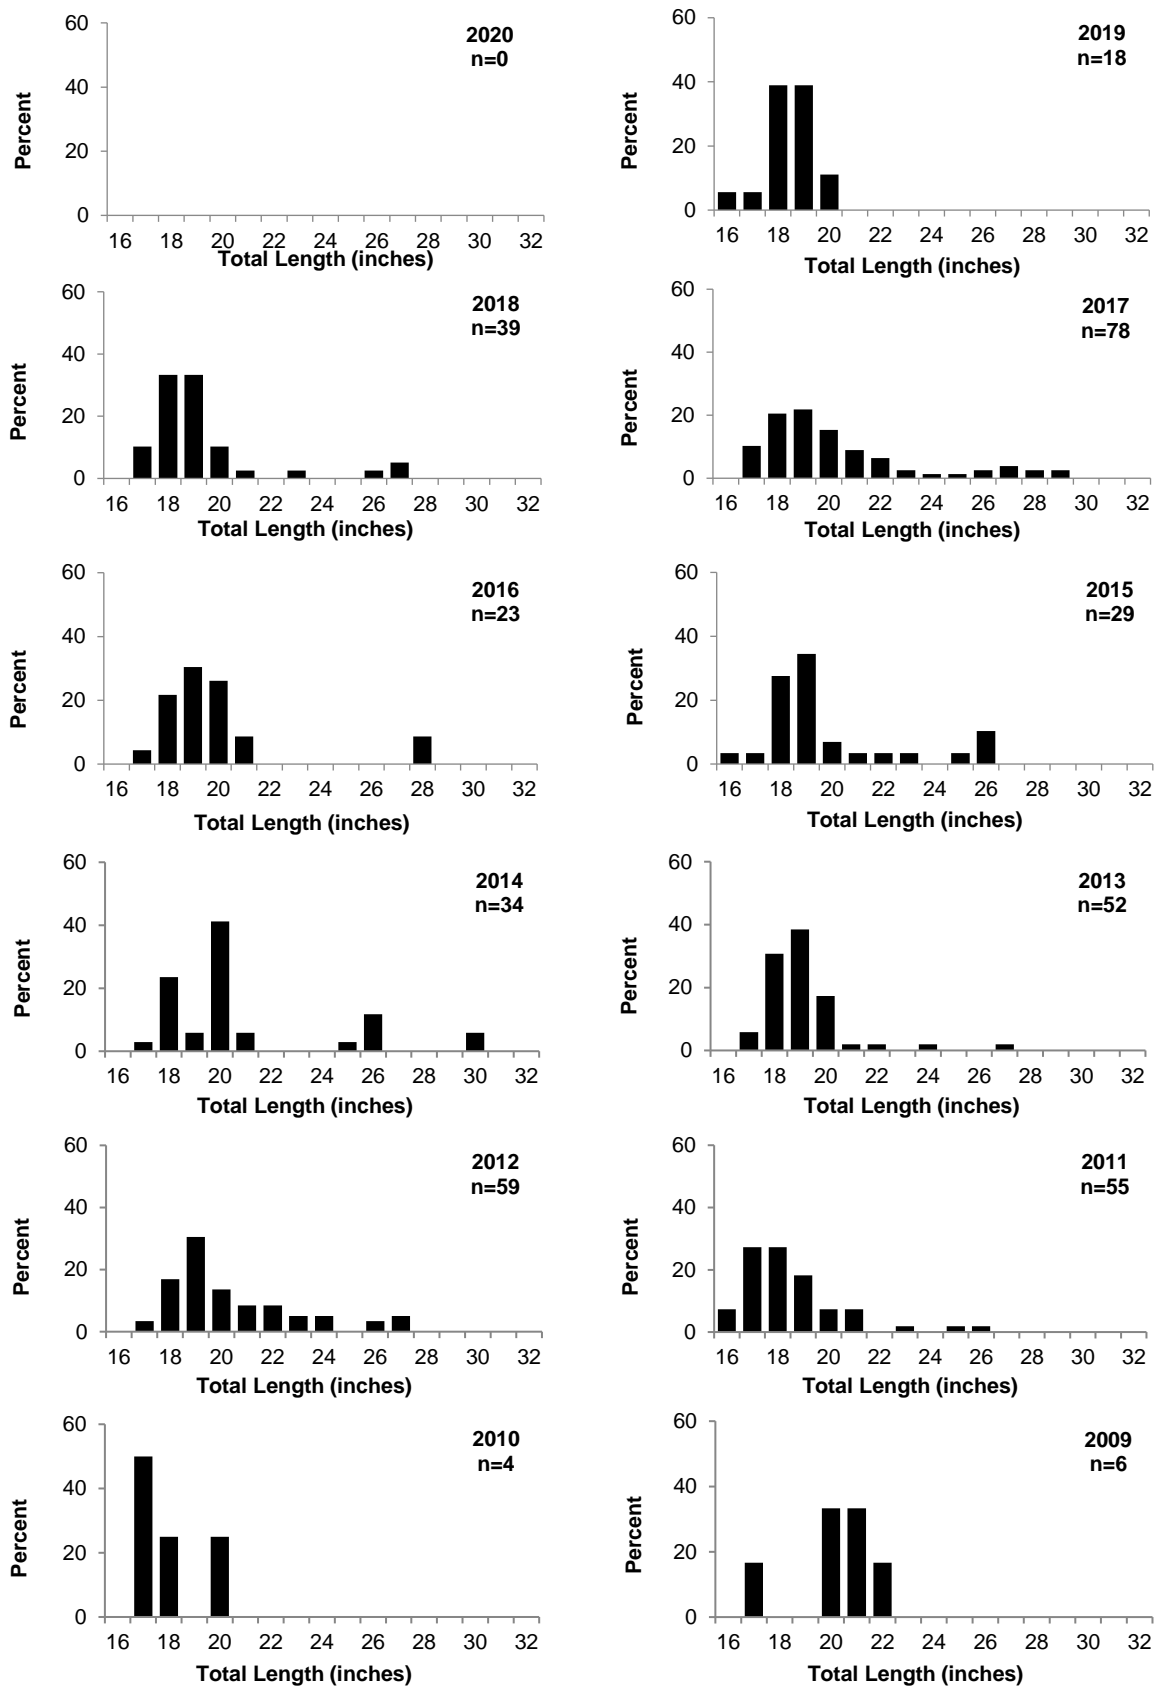 2020
n=0
60
40
20
0
Percent
16 18 20 22 24 26 28 30 32
Total Length (inches)
2019
n=18
60
40
20
0
Percent
16 18 20 22 24 26 28 30 32
Total Length (inches)
2018
n=39
60
40
20
0
Percent
16 18 20 22 24 26 28 30 32
Total Length (inches)
2017
n=78
60
40
20
0
Percent
16 18 20 22 24 26 28 30 32
Total Length (inches)
2016
n=23
60
40
20
0
Percent
16 18 20 22 24 26 28 30 32
Total Length (inches)
2015
n=29
60
40
20
0
Percent
16 18 20 22 24 26 28 30 32
Total Length (inches)
2014
n=34
60
40
20
0
Percent
16 18 20 22 24 26 28 30 32
Total Length (inches)
2013
n=52
60
40
20
0
Percent
16 18 20 22 24 26 28 30 32
Total Length (inches)
2012
n=59
60
40
20
0
Percent
16 18 20 22 24 26 28 30 32
Total Length (inches)
2011
n=55
60
40
20
0
Percent
16 18 20 22 24 26 28 30 32
Total Length (inches)
2010
n=4
60
40
20
0
Percent
16 18 20 22 24 26 28 30 32
Total Length (inches)
2009
n=6
60
40
20
0
Percent
16 18 20 22 24 26 28 30 32
Total Length (inches)